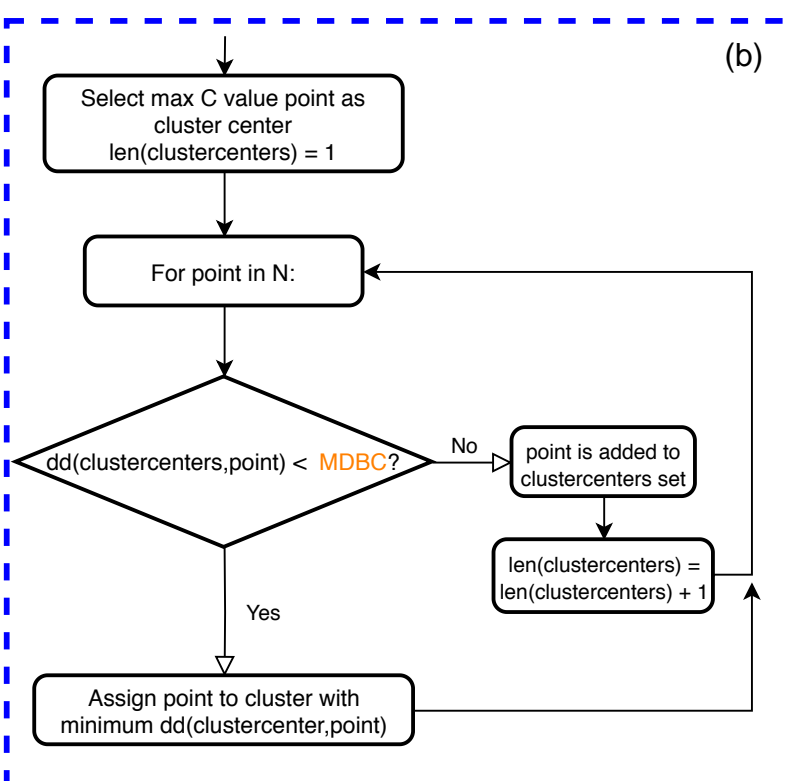 (b)
Select max C value point as
cluster center
len(clustercenters) = 1
For point in N:
dd(clustercenters,point) < MDBC?
No
point is added to
clustercenters set
len(clustercenters) =
len(clustercenters) + 1
Yes
Assign point to cluster with
minimum dd(clustercenter,point)